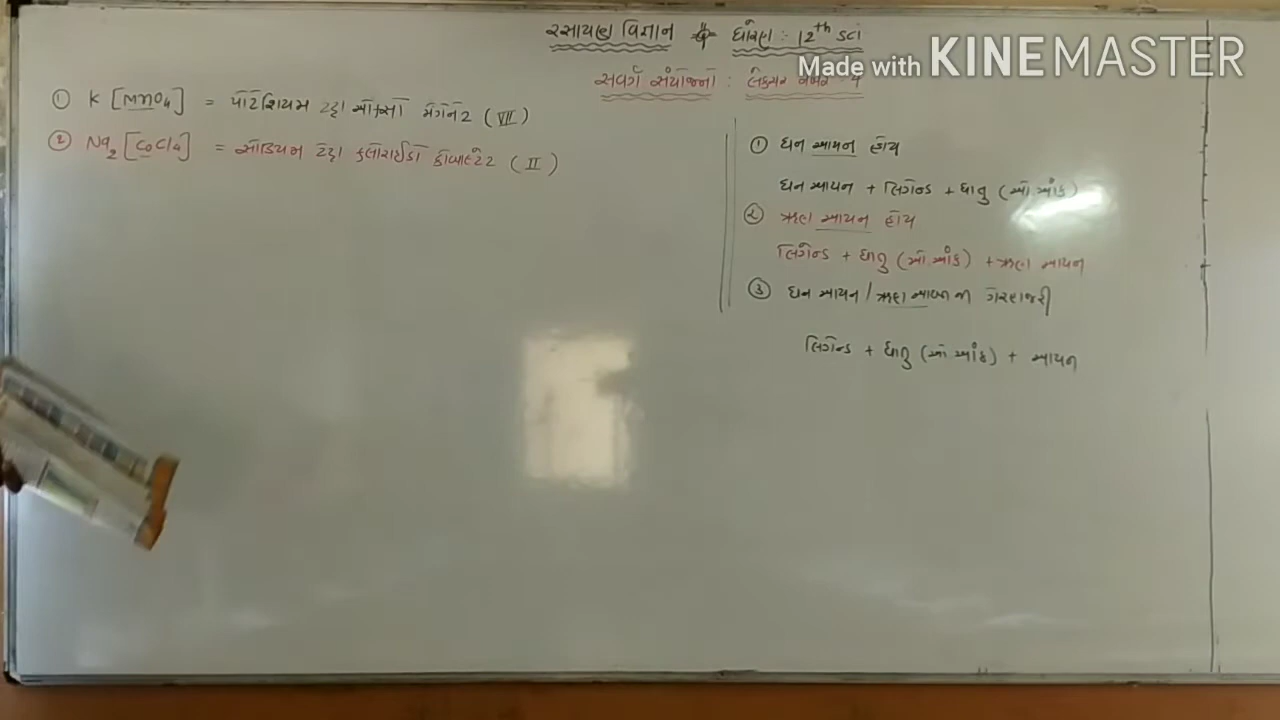 રસાયણ વિજ્ઞાન ધોરણ : 12th sci
Made with KINEMASTER
સવર્ગ સંયોજનો : લેક્ચર નંબર :
① K [MnO4] = પોટેશિયમ ટેટ્રા ઓક્સો મેંગેનેટ (VII)
② Na2 [CoCl4] = સોડિયમ ટેટ્રા ક્લોરાઈડો કોબાલ્ટેટ (II)
① ધન આયન હોય
ધન આયન + લિગેન્ડ + ધાતુ (ઓ. આંક)
② ઋણ આયન હોય
લિગેન્ડ + ધાતુ (ઓ. આંક) + ઋણ આયન
③ ધન આયન / ઋણ આયનની ગેરહાજરી
લિગેન્ડ + ધાતુ (ઓ. આંક) + આયન